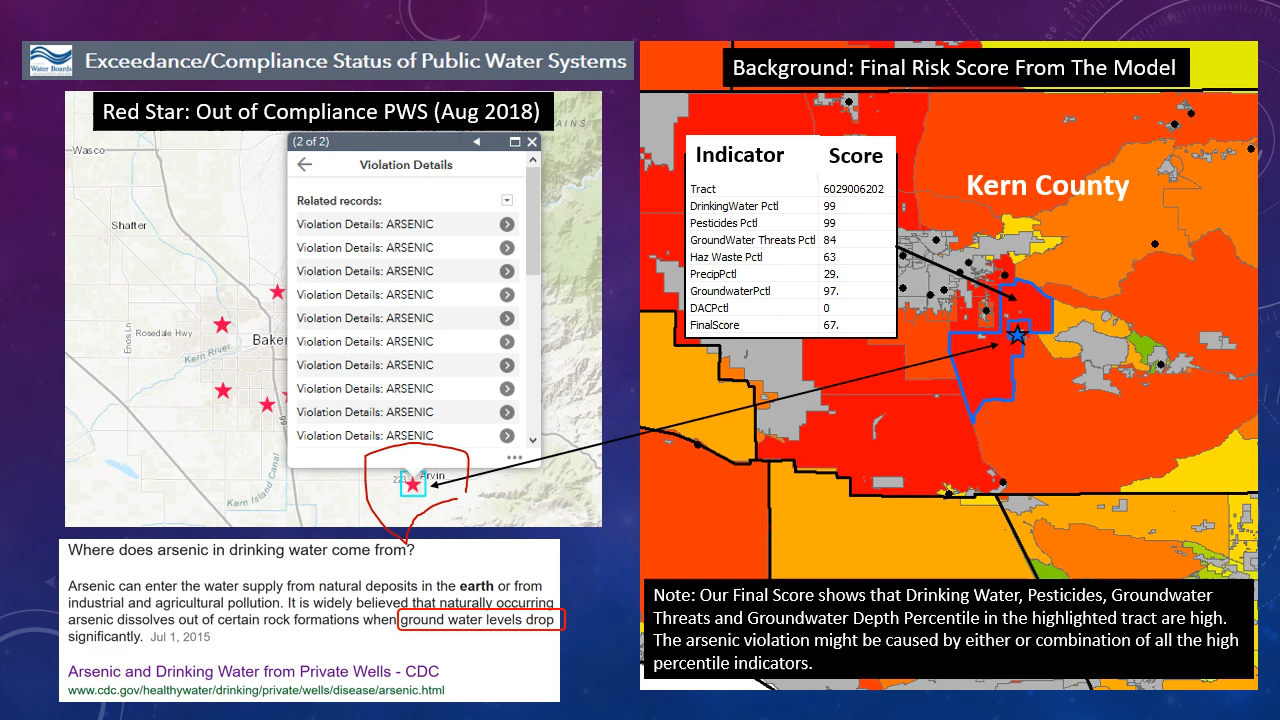 Water Boards
Exceedance/Compliance Status of Public Water Systems
Red Star: Out of Compliance PWS (Aug 2018)
AINS
Wasco
Shafter
Enos Ln
Rosedale Hwy
Baker
Kern River
99
Kern Island Canal
(2 of 2)
Violation Details
Related records:
Violation Details: ARSENIC
Violation Details: ARSENIC
Violation Details: ARSENIC
Violation Details: ARSENIC
Violation Details: ARSENIC
Violation Details: ARSENIC
Violation Details: ARSENIC
Violation Details: ARSENIC
Violation Details: ARSENIC
Violation Details: ARSENIC
Arvin
223
Where does arsenic in drinking water come from?
Arsenic can enter the water supply from natural deposits in the earth or from
industrial and agricultural pollution. It is widely believed that naturally occurring
arsenic dissolves out of certain rock formations when ground water levels drop
significantly. Jul 1, 2015
Arsenic and Drinking Water from Private Wells - CDC
www.cdc.gov/healthywater/drinking/private/wells/disease/arsenic.html
Background: Final Risk Score From The Model
Indicator Score
Tract 6029006202
DrinkingWater Pctl 99
Pesticides Pctl 99
GroundWater Threats Pctl 84
Haz Waste Pctl 63
PrecipPctl 29.
GroundwaterPctl 97.
DACPctl 0
FinalScore 67.
Kern County
Note: Our Final Score shows that Drinking Water, Pesticides, Groundwater
Threats and Groundwater Depth Percentile in the highlighted tract are high.
The arsenic violation might be caused by either or combination of all the high
percentile indicators.